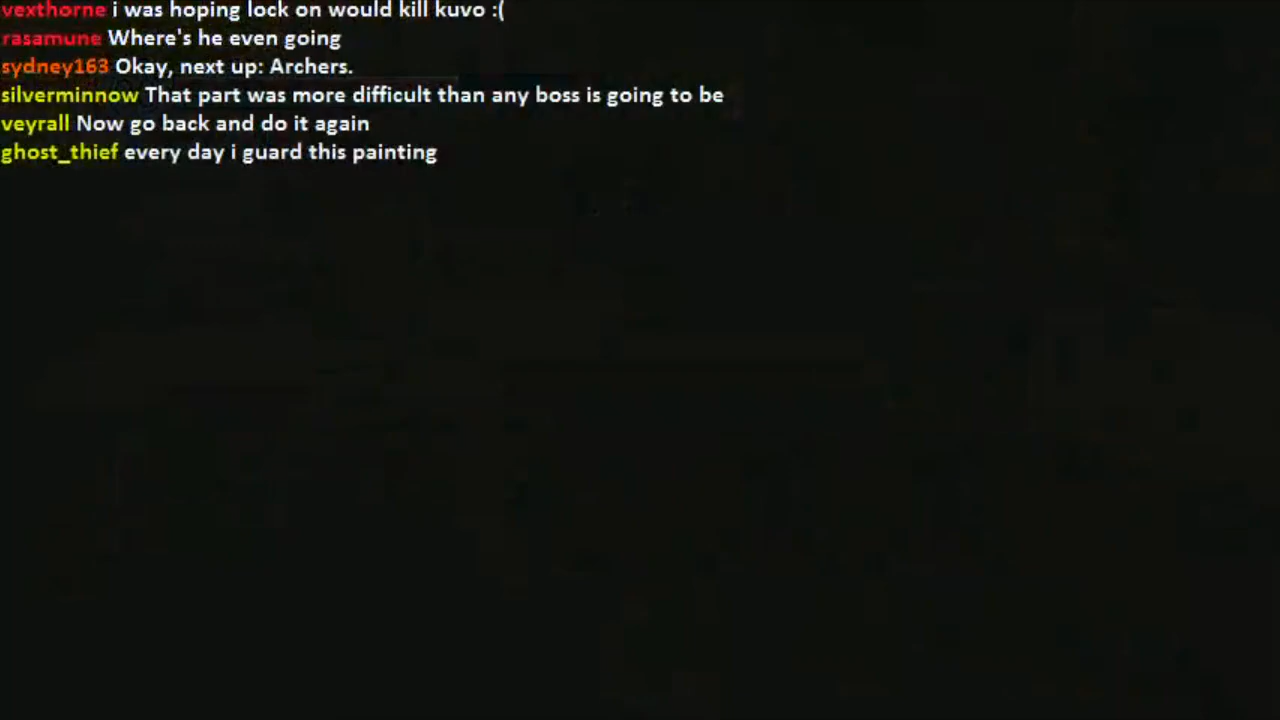 vexthorne i was hoping lock on would kill kuvo :(
rasamune Where's he even going
sydney163 Okay, next up: Archers.
silverminnow That part was more difficult than any boss is going to be
veyrall Now go back and do it again
ghost_thief every day i guard this painting